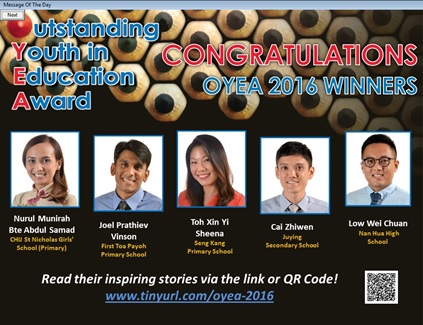 Message Of The Day
Next
Outstanding
Youth in
Education
Award
CONGRATULATIONS
OYEA 2016 WINNERS
Nurul Munirah
Bte Abdul Samad
CHIJ St Nicholas Girls'
School (Primary)
Joel Prathiev
Vinson
First Toa Payoh
Primary School
Toh Xin Yi
Sheena
Seng Kang
Primary School
Cai Zhiwen
Juying
Secondary School
Low Wei Chuan
Nan Hua High
School
Read their inspiring stories via the link or QR Code!
www.tinyurl.com/oyea-2016